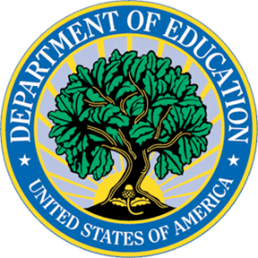 DEPARTMENT OF EDUCATION
UNITED STATES OF AMERICA